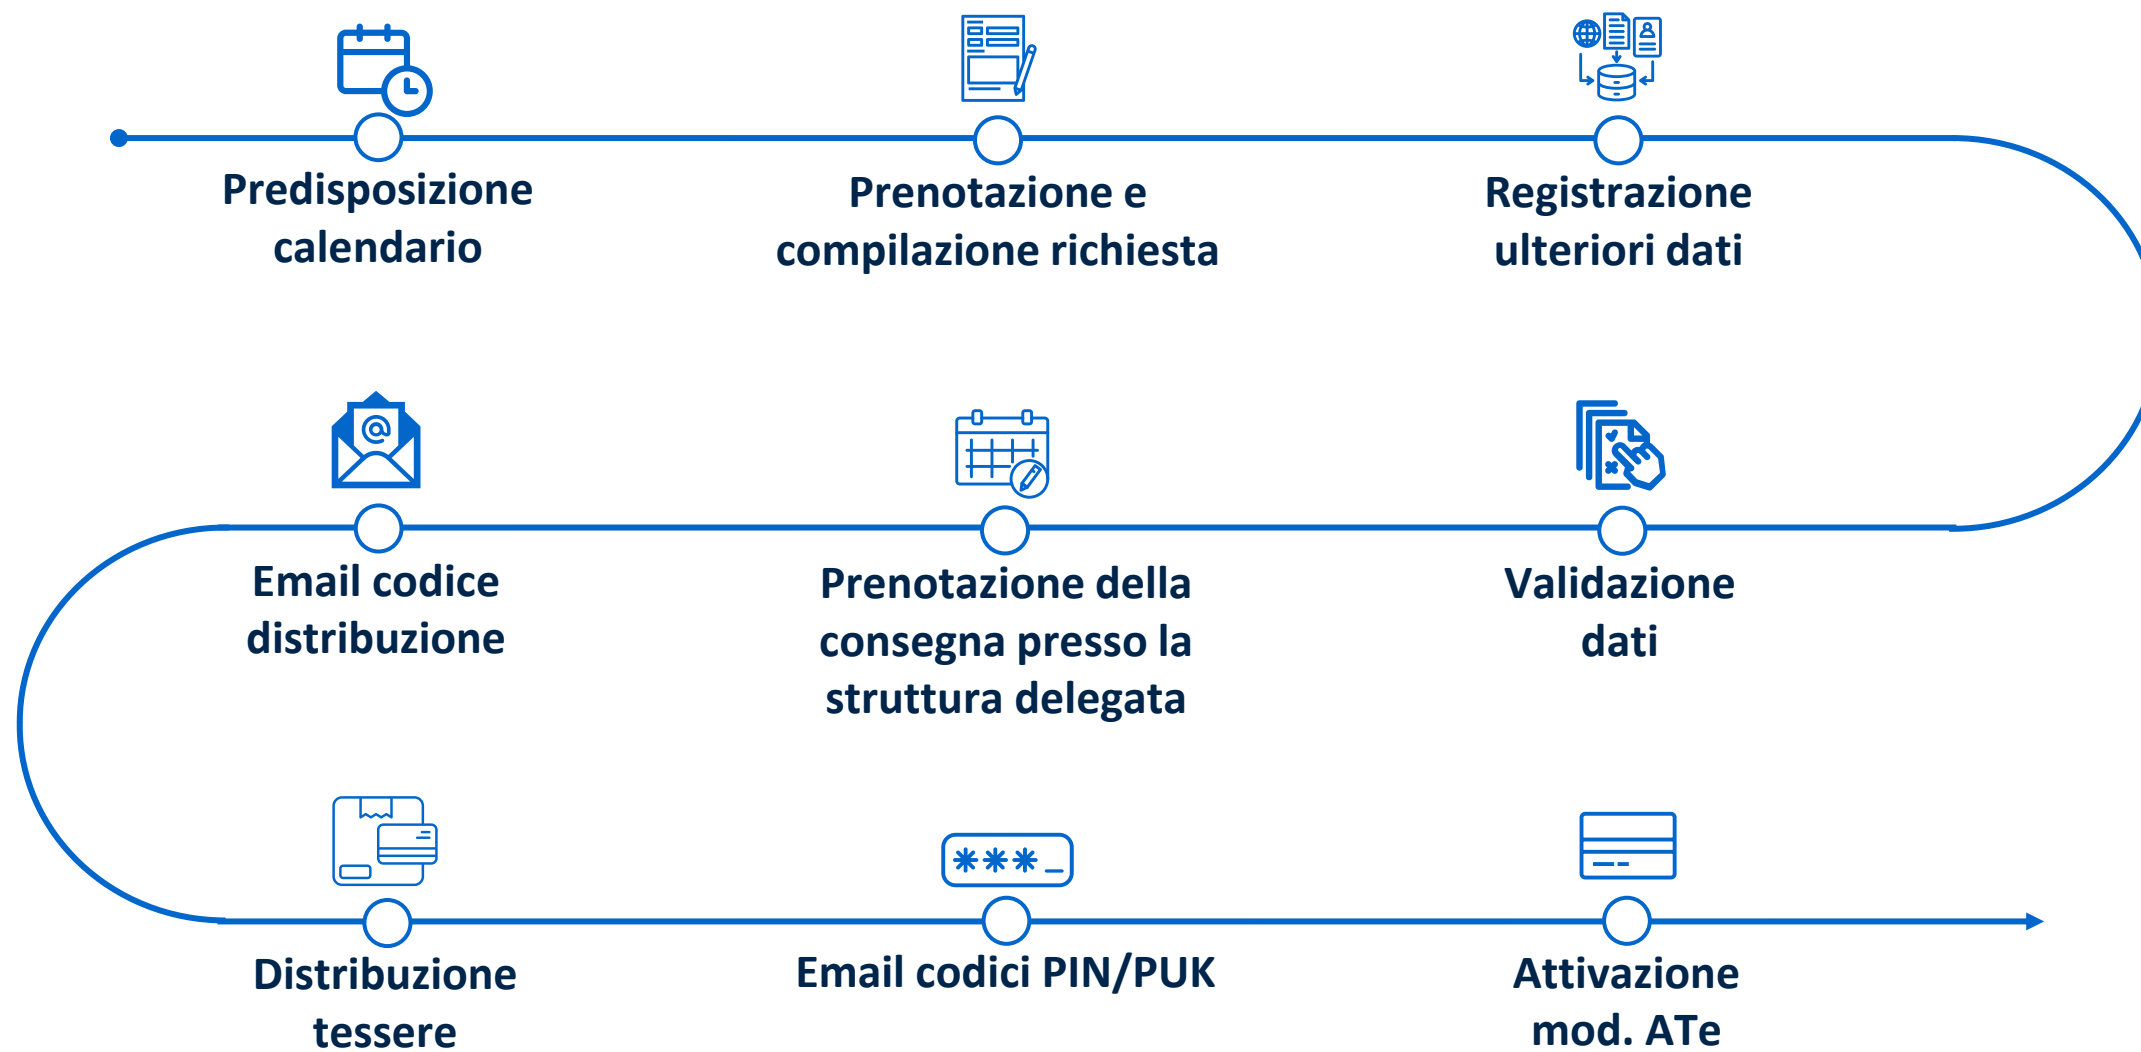 Predisposizione
calendario
Prenotazione e
compilazione richiesta
Registrazione
ulteriori dati
Validazione
dati
Prenotazione della
consegna presso la
struttura delegata
Email codice
distribuzione
Distribuzione
tessere
Email codici PIN/PUK
Attivazione
mod. ATe